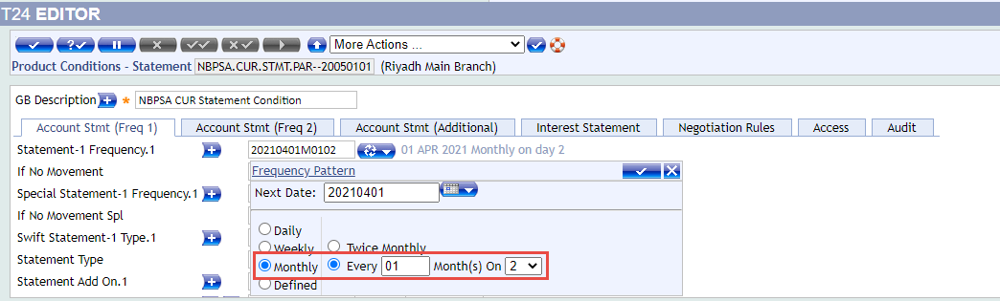 T24 EDITOR
More Actions ...
Product Conditions - Statement NBPSA.CUR.STMT.PAR--20050101 (Riyadh Main Branch)
GB Description NBPSA CUR Statement Condition
Account Stmt (Freq 1) Account Stmt (Freq 2) Account Stmt (Additional) Interest Statement Negotiation Rules Access Audit
Statement-1 Frequency.1 20210401M0102 01 APR 2021 Monthly on day 2
If No Movement
Frequency Pattern
Special Statement-1 Frequency.1
Next Date: 20210401
If No Movement Spl
Daily
Swift Statement-1 Type.1
Weekly Twice Monthly
Statement Type
Monthly Every 01 Month(s) On 2
Statement Add On.1
Defined